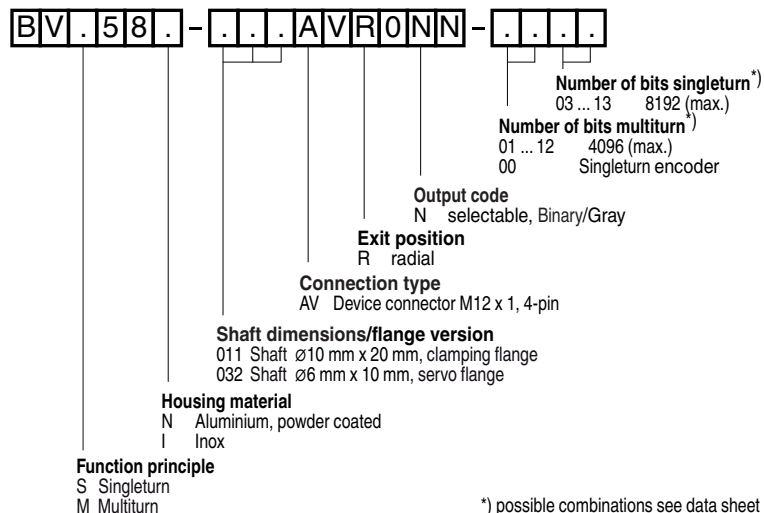 BV.58.-...AVR0NN-....
Number of bits singleturn*)
03 ... 13 8192 (max.)
Number of bits multiturn*)
01 ... 12 4096 (max.)
00 Singleturn encoder
Output code
N selectable, Binary/Gray
Exit position
R radial
Connection type
AV Device connector M12 x 1, 4-pin
Shaft dimensions/flange version
011 Shaft ⌀10 mm x 20 mm, clamping flange
032 Shaft ⌀6 mm x 10 mm, servo flange
Housing material
N Aluminium, powder coated
I Inox
Function principle
S Singleturn
M Multiturn
*) possible combinations see data sheet